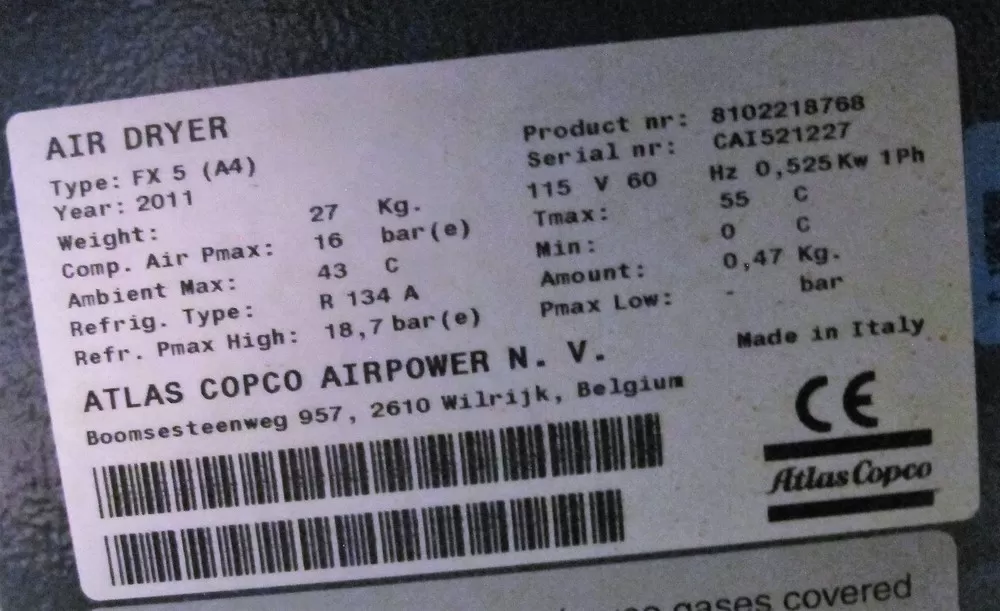 AIR DRYER
Type: FX 5 (A4)
Year: 2011
Weight: 27 Kg.
Comp. Air Pmax: 16 bar(e)
Ambient Max: 43 C
Refrig. Type: R 134 A
Refr. Pmax High: 18,7 bar(e)
Product nr: 8102218768
Serial nr: CAI521227
115 V 60 Hz 0,525 Kw 1Ph
Tmax: 55 C
Min: 0 C
Amount: 0,47 Kg.
Pmax Low: - bar
ATLAS COPCO AIRPOWER N. V.
Boomsesteenweg 957, 2610 Wilrijk, Belgium
Made in Italy
CE
Atlas Copco
gases covered